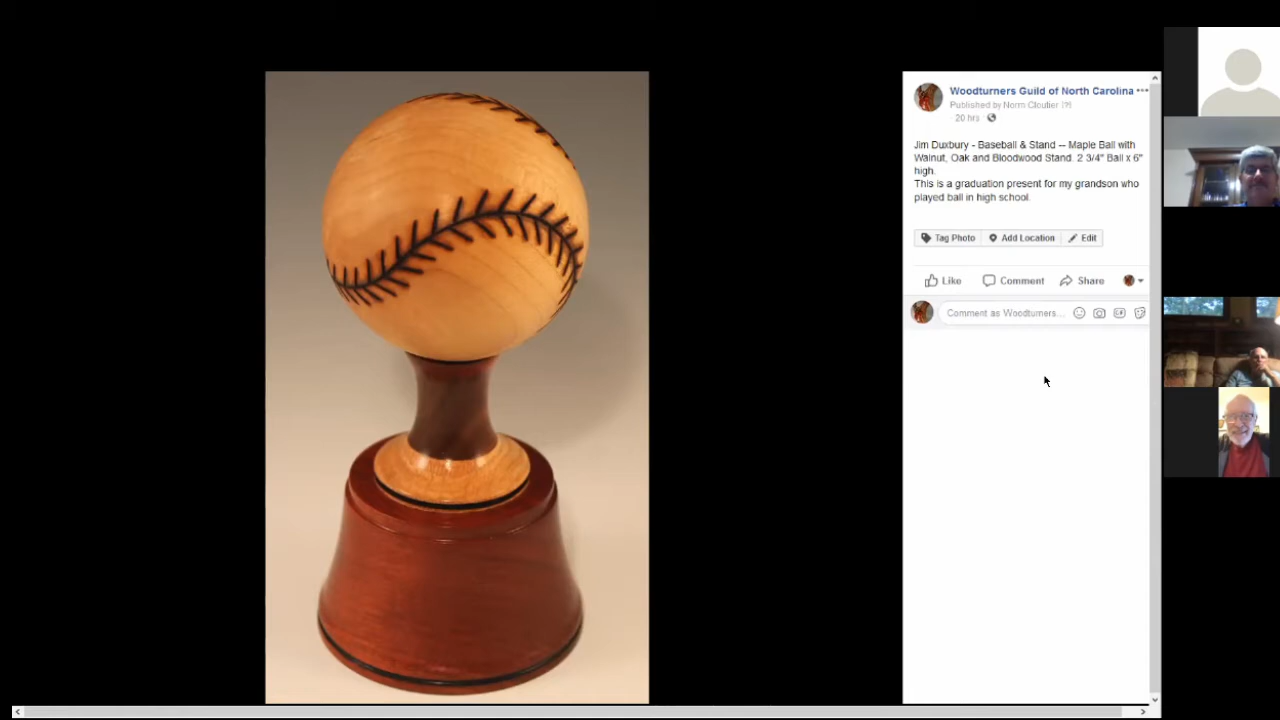 Woodturners Guild of North Carolina
Published by Norm Cloutier [?]
20 hrs
Jim Duxbury - Baseball & Stand -- Maple Ball with
Walnut, Oak and Bloodwood Stand. 2 3/4" Ball x 6"
high.
This is a graduation present for my grandson who
played ball in high school.
Tag Photo Add Location Edit
Like Comment Share
Comment as Woodturners...